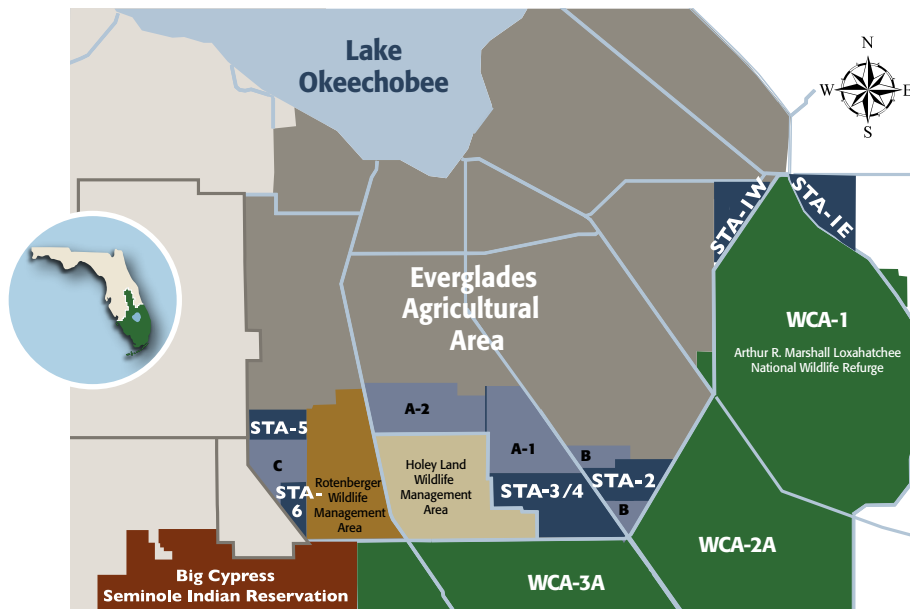 Lake
Okeechobee
N
W
E
S
STA-1W
STA-1E
Everglades
Agricultural
Area
WCA-1
Arthur R. Marshall Loxahatchee
National Wildlife Refurge
A-2
STA-5
A-1
B
C
Holey Land
Wildlife
Management
Area
STA-3/4
STA-2
Rotenberger
Wildlife
Management
Area
STA-
6
B
WCA-2A
Big Cypress
Seminole Indian Reservation
WCA-3A